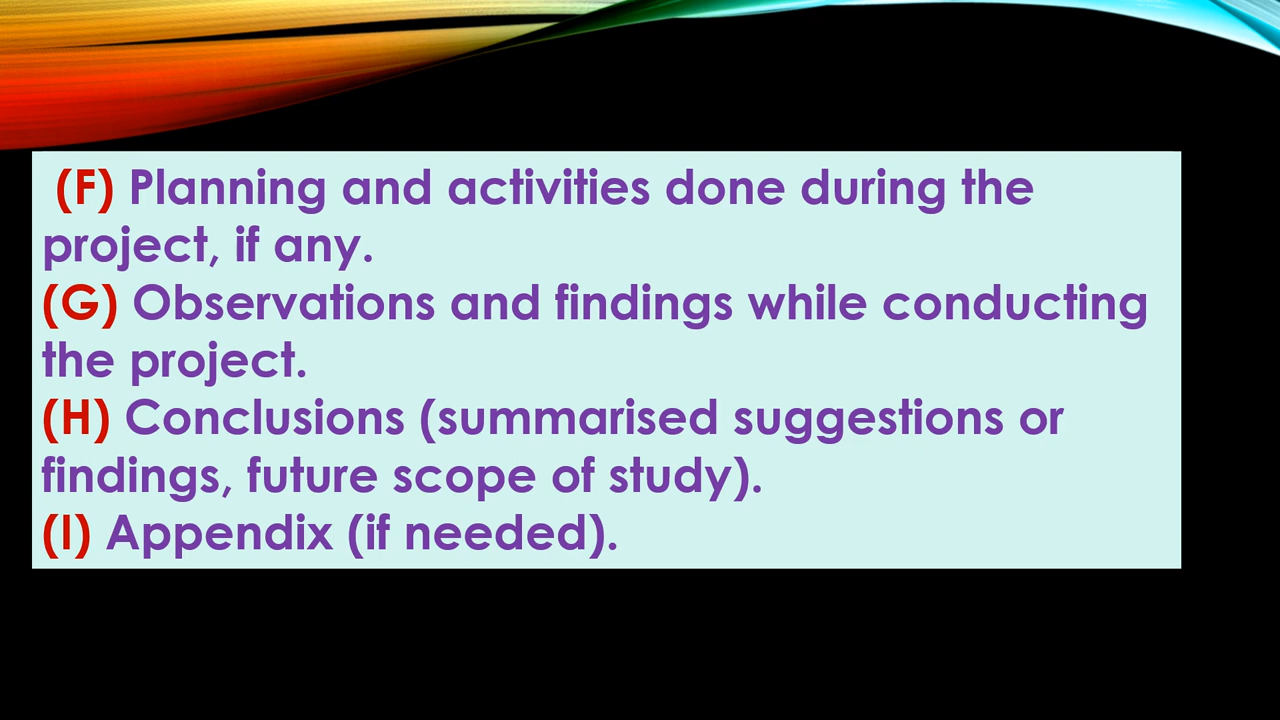 (F) Planning and activities done during the
project, if any.
(G) Observations and findings while conducting
the project.
(H) Conclusions (summarised suggestions or
findings, future scope of study).
(I) Appendix (if needed).